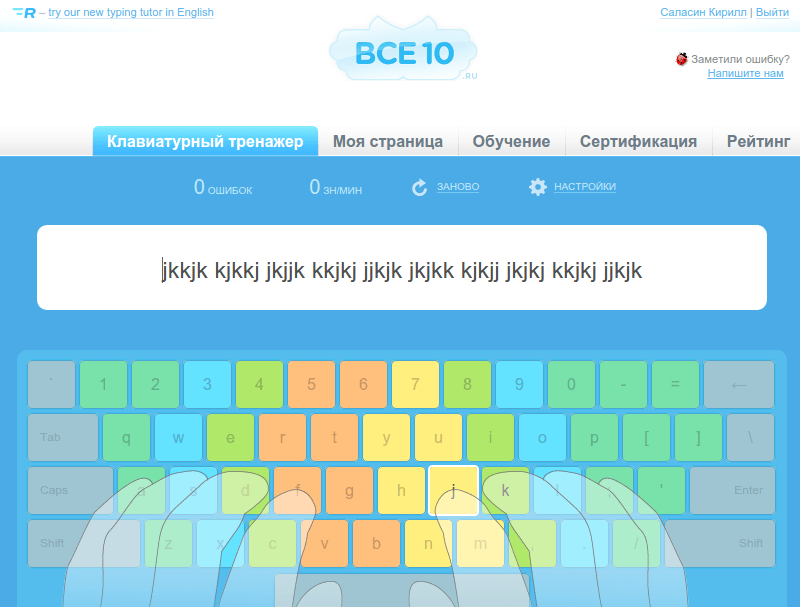 R – try our new typing tutor in English
Саласин Кирилл | Выйти
ВСЕ 10
.RU
Заметили ошибку?
Напишите нам
Клавиатурный тренажер Моя страница Обучение Сертификация Рейтинг
0 ОШИБОК 0 ЗН/МИН ЗАНОВО НАСТРОЙКИ
jkkjk kjkkj jkjjk kkjkj jjkjk jkjkk kjkjj jkjkj kkjkj jjkjk
` 1 2 3 4 5 6 7 8 9 0 - = ←
Tab q w e r t y u i o p [ ] \
Caps a s d f g h j k l ; ' Enter
Shift z x c v b n m , . / Shift